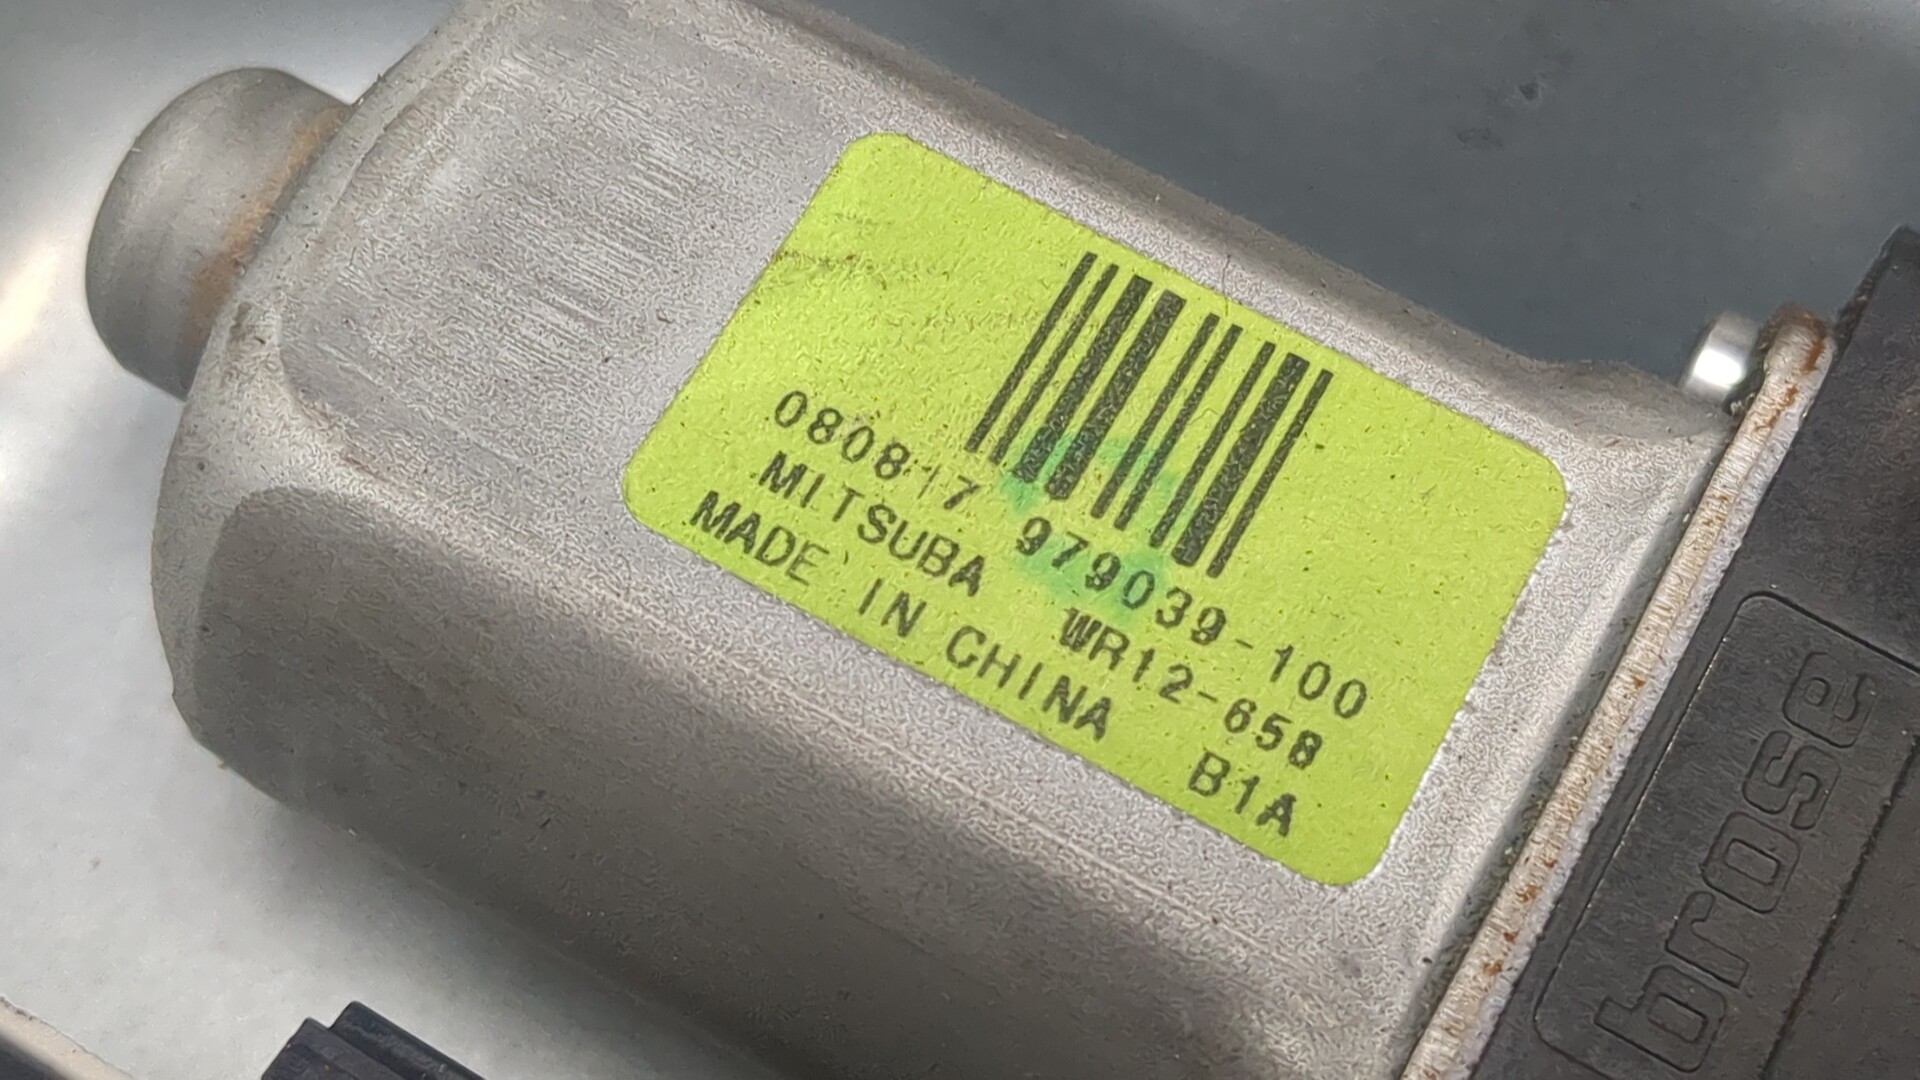 080817 979039-100
MITSUBA WR12-658
MADE IN CHINA B1A
brose